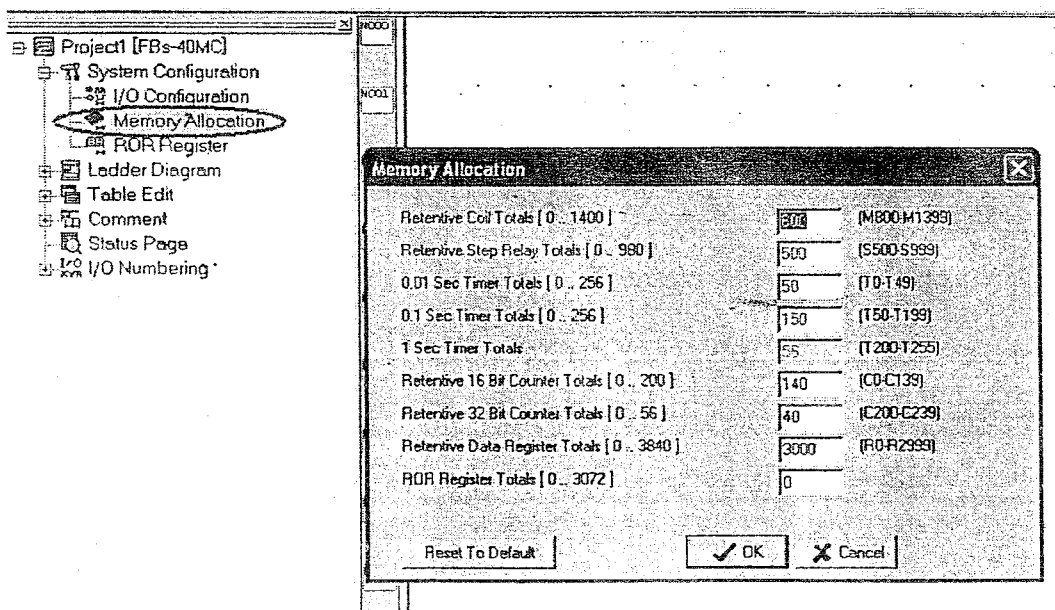 Project1 [FBs-40MC]
System Configuration
I/O Configuration
Memory Allocation
ROR Register
Ladder Diagram
Table Edit
Comment
Status Page
I/O Numbering
N000
N001
Memory Allocation
Retentive Coil Totals [ 0 .. 1400 ] 600 (M800-M1399)
Retentive Step Relay Totals [ 0 .. 980 ] 500 (S500-S999)
0.01 Sec Timer Totals [ 0 .. 256 ] 50 (T0-T49)
0.1 Sec Timer Totals [ 0 .. 256 ] 150 (T50-T199)
1 Sec Timer Totals (T200-T255)
Retentive 16 Bit Counter Totals [ 0 .. 200 ] 140 (C0-C139)
Retentive 32 Bit Counter Totals [ 0 .. 56 ] 40 (C200-C239)
Retentive Data Register Totals [ 0 .. 3840 ] 3000 (R0-R2999)
ROR Register Totals [ 0 .. 3072 ] 0
Reset To Default OK Cancel